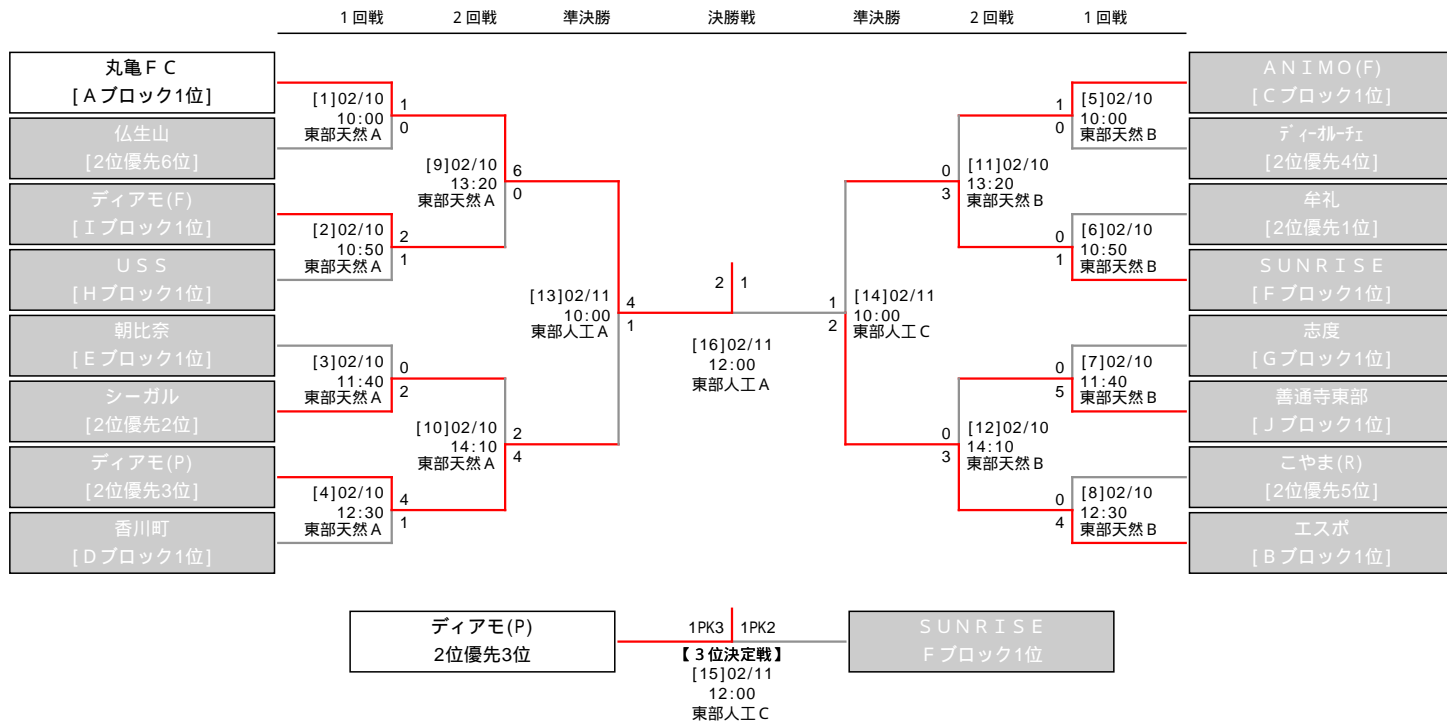 1回戦 2回戦 準決勝 決勝戦 準決勝 2回戦 1回戦
丸亀ＦＣ
[Ａブロック1位]
仏生山
[2位優先6位]
ディアモ(F)
[Ｉブロック1位]
ＵＳＳ
[Ｈブロック1位]
朝比奈
[Ｅブロック1位]
シーガル
[2位優先2位]
ディアモ(P)
[2位優先3位]
香川町
[Ｄブロック1位]
[1]02/10
10:00
東部天然Ａ
1
0
[2]02/10
10:50
東部天然Ａ
2
1
[3]02/10
11:40
東部天然Ａ
0
2
[4]02/10
12:30
東部天然Ａ
4
1
[9]02/10
13:20
東部天然Ａ
6
0
[10]02/10
14:10
東部天然Ａ
2
4
[13]02/11
10:00
東部人工Ａ
4
1
2 1
[16]02/11
12:00
東部人工Ａ
1
2
[14]02/11
10:00
東部人工Ｃ
0
3
[11]02/10
13:20
東部天然Ｂ
0
3
[12]02/10
14:10
東部天然Ｂ
1
0
[5]02/10
10:00
東部天然Ｂ
0
1
[6]02/10
10:50
東部天然Ｂ
0
5
[7]02/10
11:40
東部天然Ｂ
0
4
[8]02/10
12:30
東部天然Ｂ
ＡＮＩＭＯ(F)
[Ｃブロック1位]
ディーオルーチェ
[2位優先4位]
牟礼
[2位優先1位]
ＳＵＮＲＩＳＥ
[Ｆブロック1位]
志度
[Ｇブロック1位]
善通寺東部
[Ｊブロック1位]
こやま(R)
[2位優先5位]
エスポ
[Ｂブロック1位]
ディアモ(P)
2位優先3位
1PK3 1PK2
【３位決定戦】
[15]02/11
12:00
東部人工Ｃ
ＳＵＮＲＩＳＥ
Ｆブロック1位